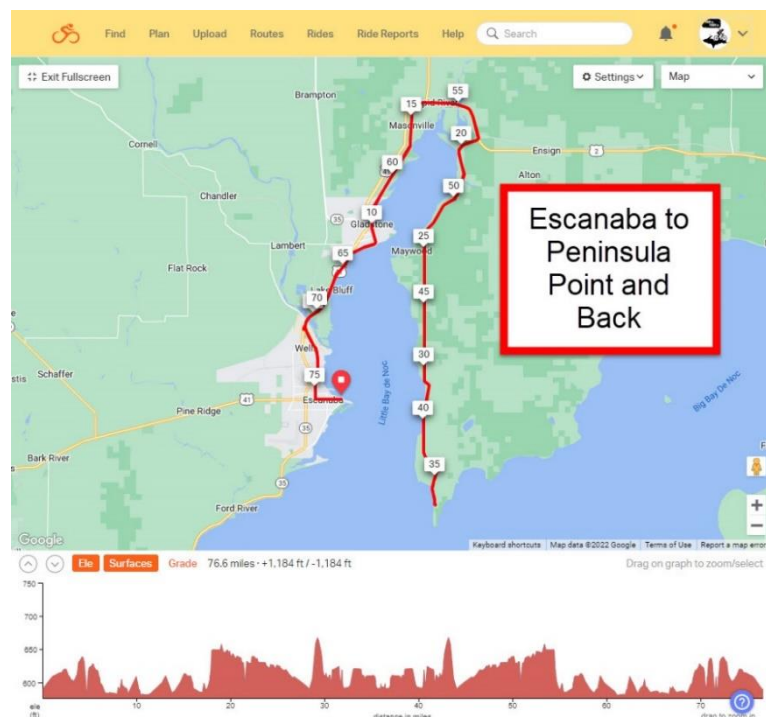 Find Plan Upload Routes Rides Ride Reports Help Search
Exit Fullscreen
Settings
Map
Brampton
15
55
Masonville
20
Cornell
60
Ensign
2
Alton
50
Chandler
10
35
Gladstone
25
Maywood
Lambert
65
Flat Rock
45
70
Escanaba to
Peninsula
Point and
Back
30
Schaffer
75
41
Escanaba
40
Little Bay de Noc
Big Bay De Noc
Pine Ridge
35
35
Bark River
35
Ford River
Google
Keyboard shortcuts Map data ©2022 Google Terms of Use Report a map error
Ele Surfaces Grade 76.6 miles · +1,184 ft / -1,184 ft
Drag on graph to zoom/select
750
700
650
600
ele
(ft)
10 20 30 40 50 60 70
distance in miles
drag to zoom in